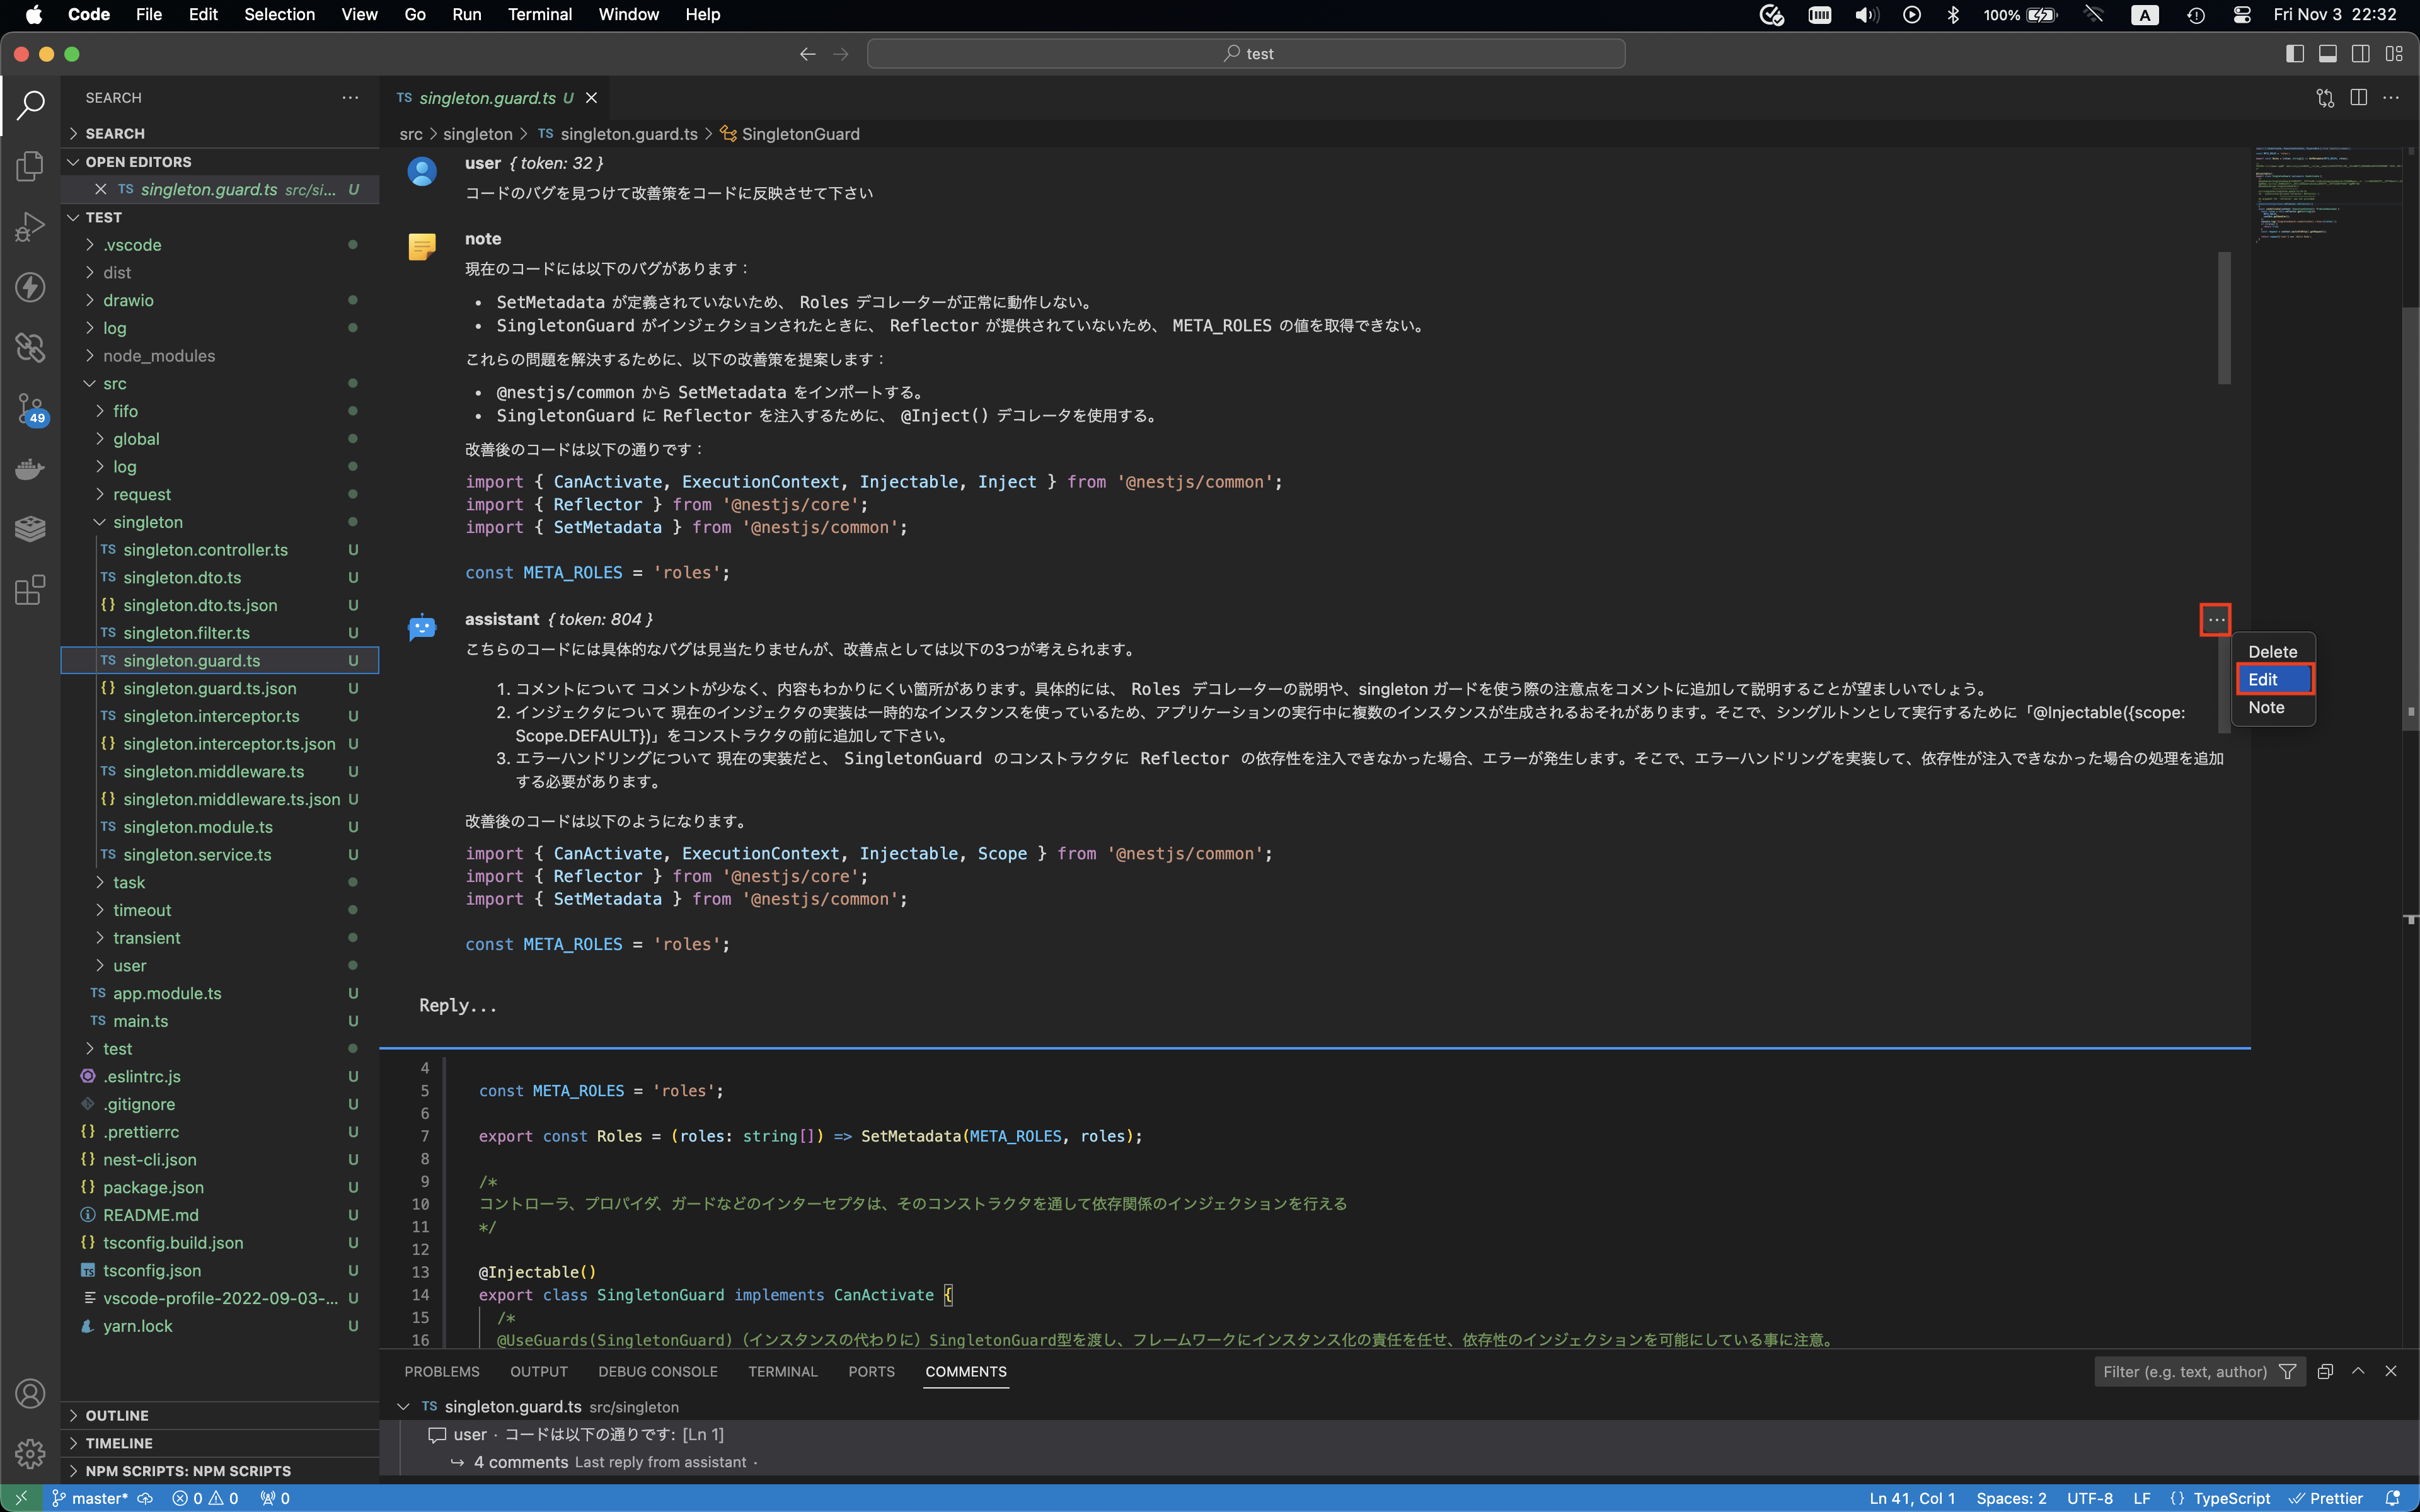 Code File Edit Selection View Go Run Terminal Window Help 100% A Fri Nov 3 22:32
test
SEARCH
SEARCH
OPEN EDITORS
TS singleton.guard.ts src/si... U
TEST
.vscode
dist
drawio
log
node_modules
src
fifo
global
log
request
singleton
TS singleton.controller.ts U
TS singleton.dto.ts U
{} singleton.dto.ts.json U
TS singleton.filter.ts U
TS singleton.guard.ts U
{} singleton.guard.ts.json U
TS singleton.interceptor.ts U
{} singleton.interceptor.ts.json U
TS singleton.middleware.ts U
{} singleton.middleware.ts.json U
TS singleton.module.ts U
TS singleton.service.ts U
task
timeout
transient
user
TS app.module.ts U
TS main.ts U
test
.eslintrc.js U
.gitignore U
{} .prettierrc U
{} nest-cli.json U
{} package.json U
README.md U
{} tsconfig.build.json U
TS tsconfig.json U
vscode-profile-2022-09-03-... U
yarn.lock U
OUTLINE
TIMELINE
NPM SCRIPTS: NPM SCRIPTS
49
TS singleton.guard.ts U
src > singleton > TS singleton.guard.ts > SingletonGuard
user { token: 32 }
コードのバグを見つけて改善策をコードに反映させて下さい
note
現在のコードには以下のバグがあります：
• SetMetadata が定義されていないため、 Roles デコレーターが正常に動作しない。
• SingletonGuard がインジェクションされたときに、 Reflector が提供されていないため、 META_ROLES の値を取得できない。
これらの問題を解決するために、以下の改善策を提案します：
• @nestjs/common から SetMetadata をインポートする。
• SingletonGuard に Reflector を注入するために、 @Inject() デコレータを使用する。
改善後のコードは以下の通りです：
import { CanActivate, ExecutionContext, Injectable, Inject } from '@nestjs/common';
import { Reflector } from '@nestjs/core';
import { SetMetadata } from '@nestjs/common';
const META_ROLES = 'roles';
assistant { token: 804 }
こちらのコードには具体的なバグは見当たりませんが、改善点としては以下の3つが考えられます。
1. コメントについて コメントが少なく、内容もわかりにくい箇所があります。具体的には、 Roles デコレーターの説明や、singleton ガードを使う際の注意点をコメントに追加して説明することが望ましいでしょう。
2. インジェクタについて 現在のインジェクタの実装は一時的なインスタンスを使っているため、アプリケーションの実行中に複数のインスタンスが生成されるおそれがあります。そこで、シングルトンとして実行するために「@Injectable({scope:
Scope.DEFAULT})」をコンストラクタの前に追加して下さい。
3. エラーハンドリングについて 現在の実装だと、 SingletonGuard のコンストラクタに Reflector の依存性を注入できなかった場合、エラーが発生します。そこで、エラーハンドリングを実装して、依存性が注入できなかった場合の処理を追加
する必要があります。
改善後のコードは以下のようになります。
import { CanActivate, ExecutionContext, Injectable, Scope } from '@nestjs/common';
import { Reflector } from '@nestjs/core';
import { SetMetadata } from '@nestjs/common';
const META_ROLES = 'roles';
Delete
Edit
Note
Reply...
4
5 const META_ROLES = 'roles';
6
7 export const Roles = (roles: string[]) => SetMetadata(META_ROLES, roles);
8
9 /*
10 コントローラ、プロパイダ、ガードなどのインターセプタは、そのコンストラクタを通して依存関係のインジェクションを行える
11 */
12
13 @Injectable()
14 export class SingletonGuard implements CanActivate {
15 /*
16 @UseGuards(SingletonGuard)（インスタンスの代わりに）SingletonGuard型を渡し、フレームワークにインスタンス化の責任を任せ、依存性のインジェクションを可能にしている事に注意。
PROBLEMS OUTPUT DEBUG CONSOLE TERMINAL PORTS COMMENTS Filter (e.g. text, author)
TS singleton.guard.ts src/singleton
user · コードは以下の通りです: [Ln 1]
4 comments Last reply from assistant ·
master* 0 0 0 Ln 41, Col 1 Spaces: 2 UTF-8 LF {} TypeScript Prettier